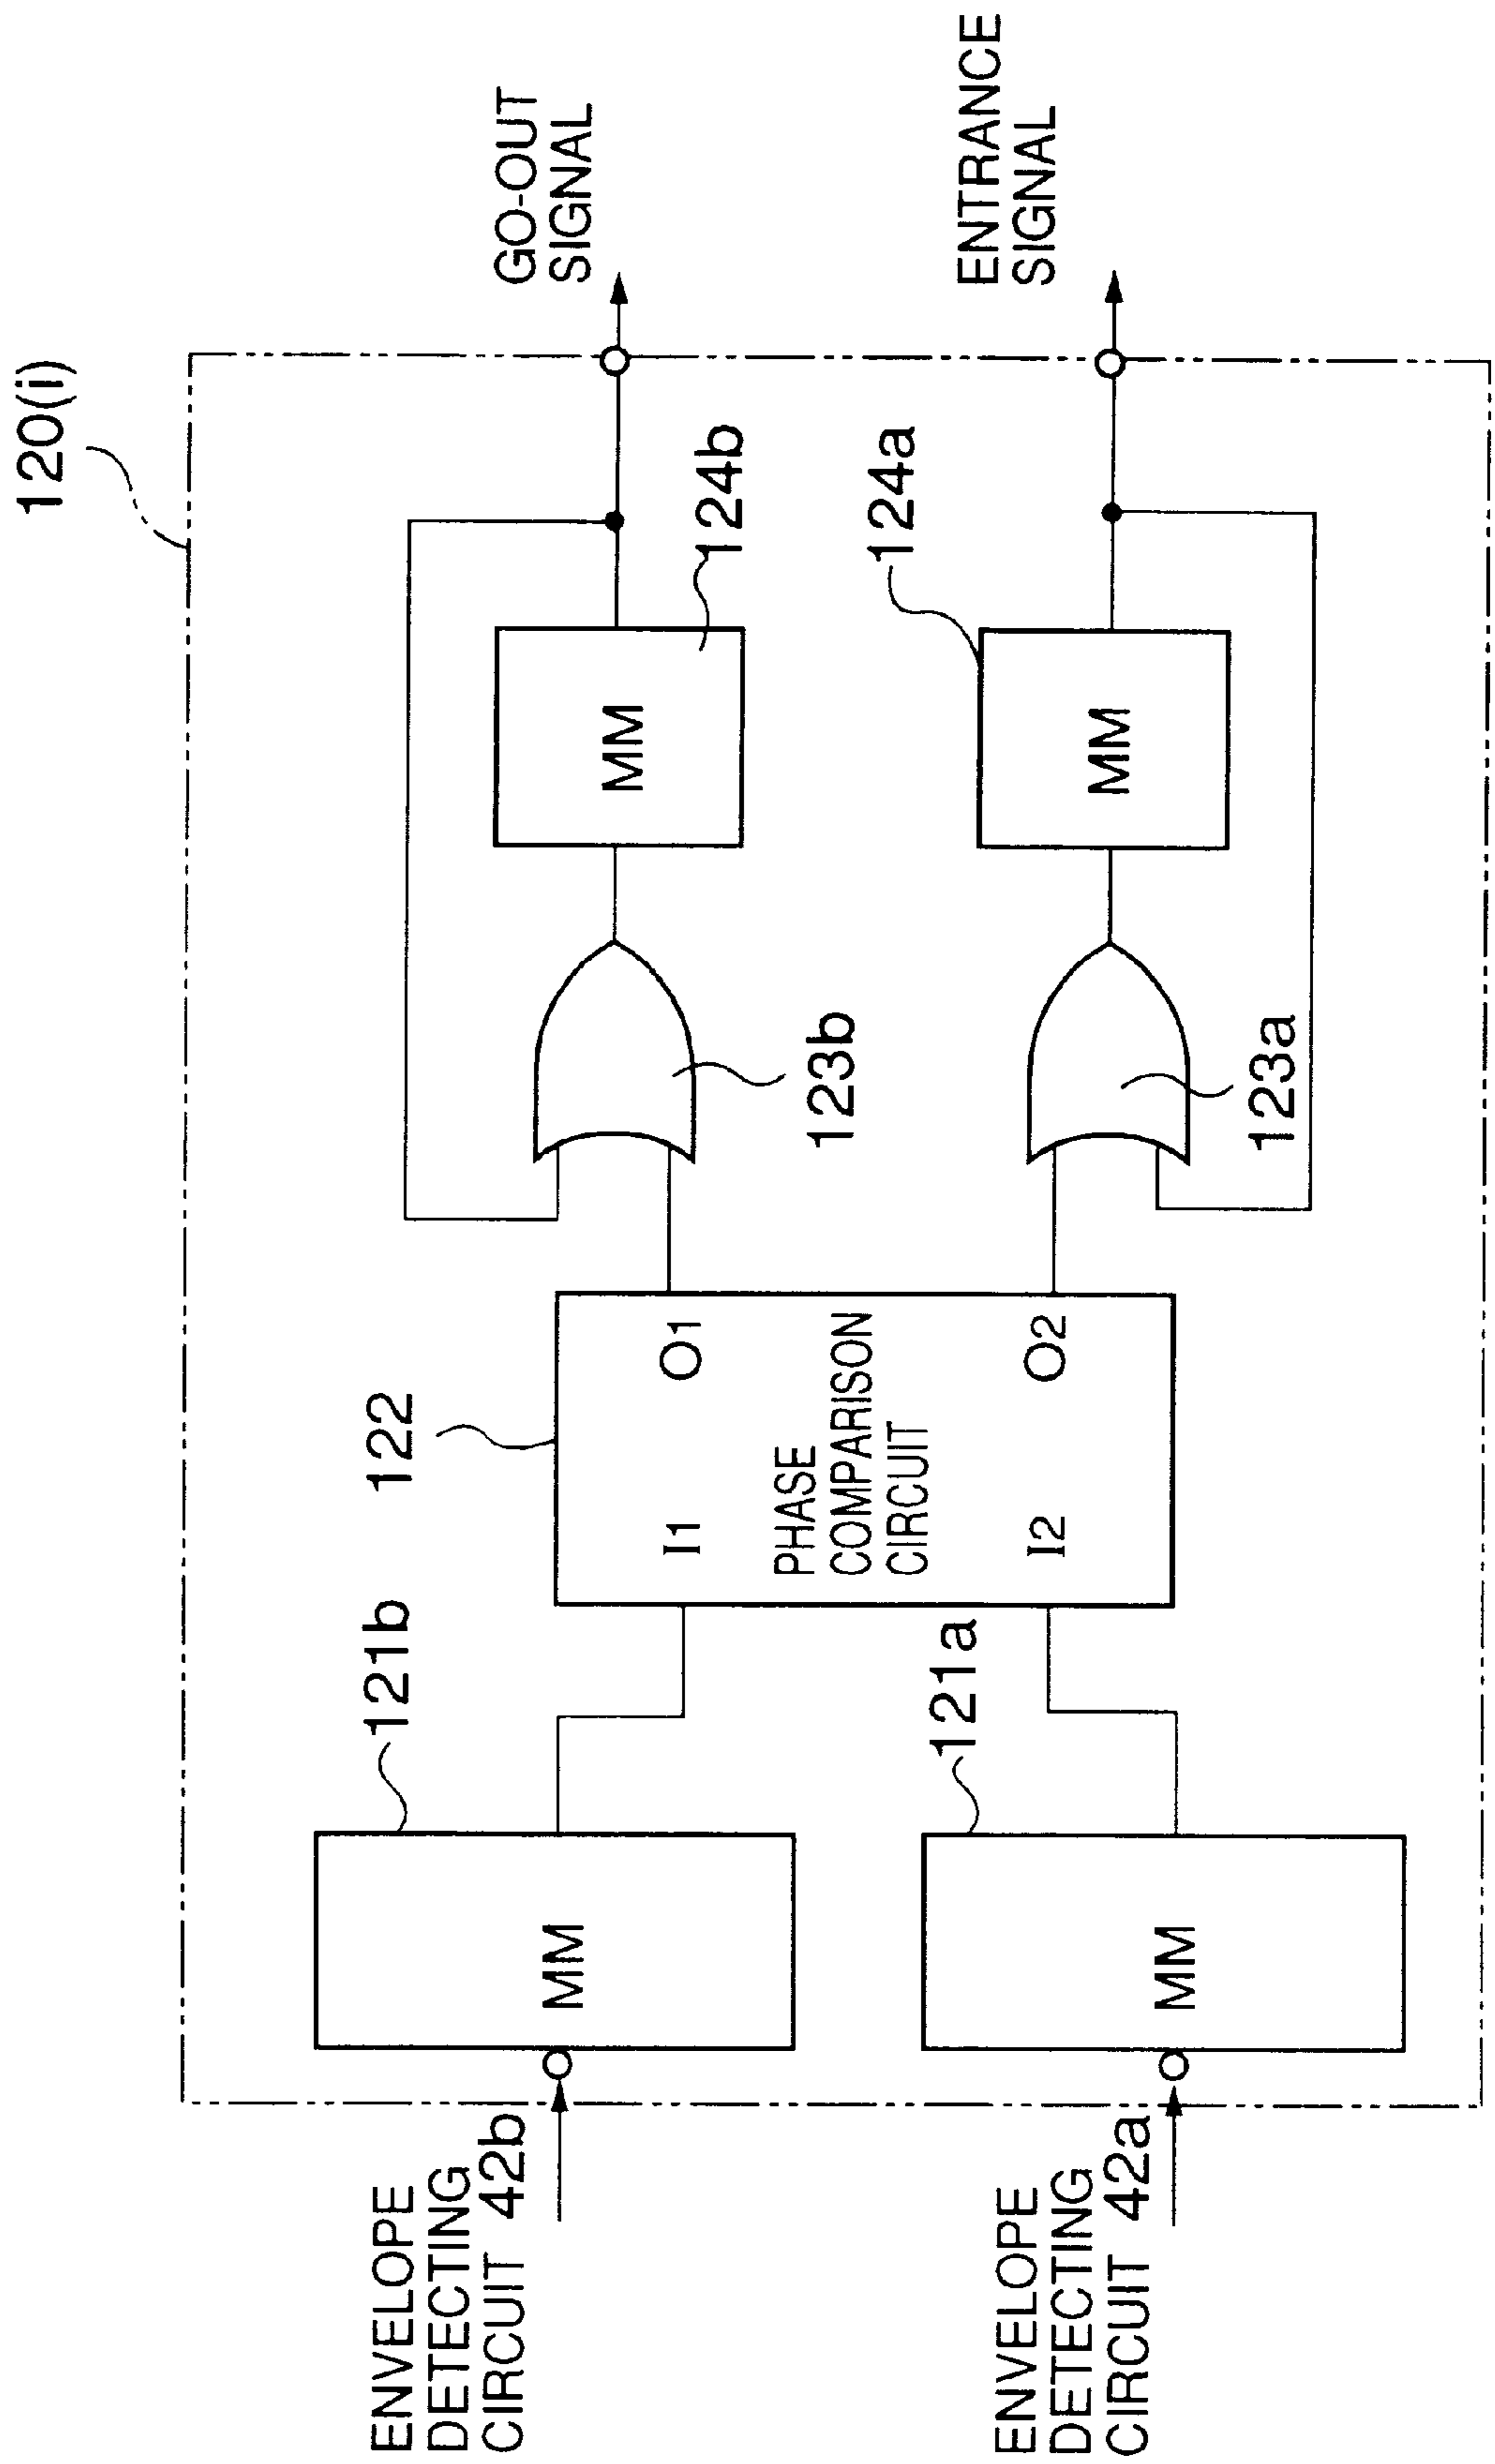 120(i)
GO-OUT
SIGNAL
ENTRANCE
SIGNAL
124b
124a
MM
MM
123b
123a
122
I1
O1
PHASE
COMPARISON
CIRCUIT
I2
O2
121b
121a
MM
MM
ENVELOPE
DETECTING
CIRCUIT 42b
ENVELOPE
DETECTING
CIRCUIT 42a